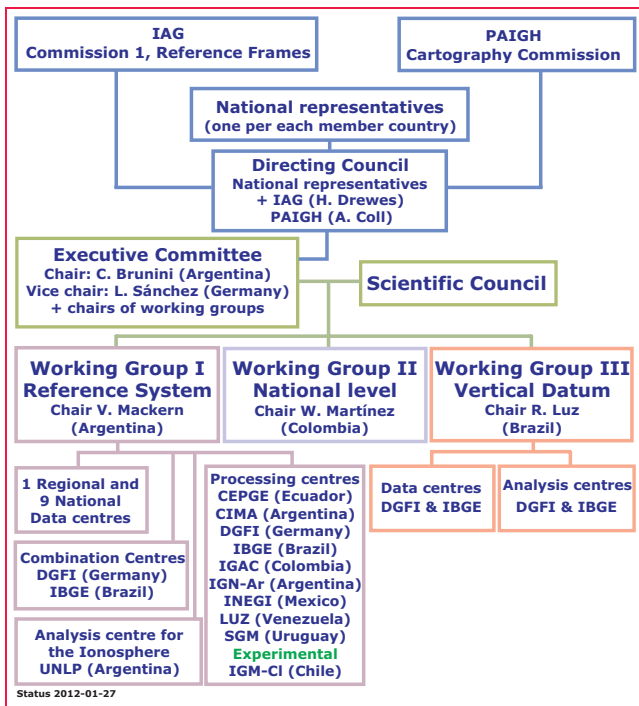 IAG
Commission 1, Reference Frames
PAIGH
Cartography Commission
National representatives
(one per each member country)
Directing Council
National representatives
+ IAG (H. Drewes)
PAIGH (A. Coll)
Executive Committee
Chair: C. Brunini (Argentina)
Vice chair: L. Sánchez (Germany)
+ chairs of working groups
Scientific Council
Working Group I
Reference System
Chair V. Mackern
(Argentina)
Working Group II
National level
Chair W. Martínez
(Colombia)
Working Group III
Vertical Datum
Chair R. Luz
(Brazil)
1 Regional and
9 National
Data centres
Combination Centres
DGFI (Germany)
IBGE (Brazil)
Analysis centre for
the Ionosphere
UNLP (Argentina)
Processing centres
CEPGE (Ecuador)
CIMA (Argentina)
DGFI (Germany)
IBGE (Brazil)
IGAC (Colombia)
IGN-Ar (Argentina)
INEGI (Mexico)
LUZ (Venezuela)
SGM (Uruguay)
Experimental
IGM-Cl (Chile)
Data centres
DGFI & IBGE
Analysis centres
DGFI & IBGE
Status 2012-01-27